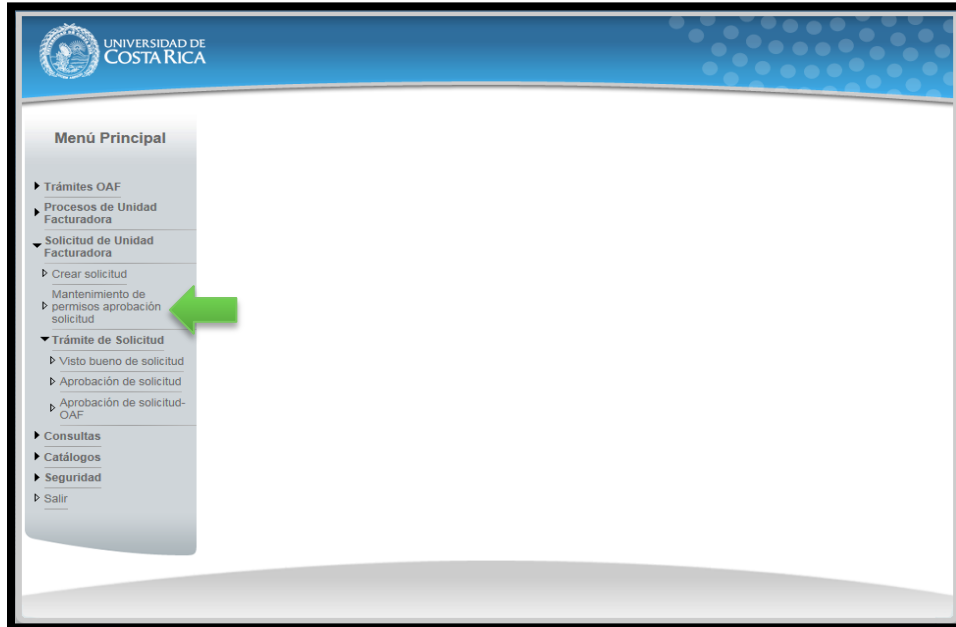 UNIVERSIDAD DE
COSTA RICA
Menú Principal
Trámites OAF
Procesos de Unidad
Facturadora
Solicitud de Unidad
Facturadora
Crear solicitud
Mantenimiento de
permisos aprobación
solicitud
Trámite de Solicitud
Visto bueno de solicitud
Aprobación de solicitud
Aprobación de solicitud-
OAF
Consultas
Catálogos
Seguridad
Salir